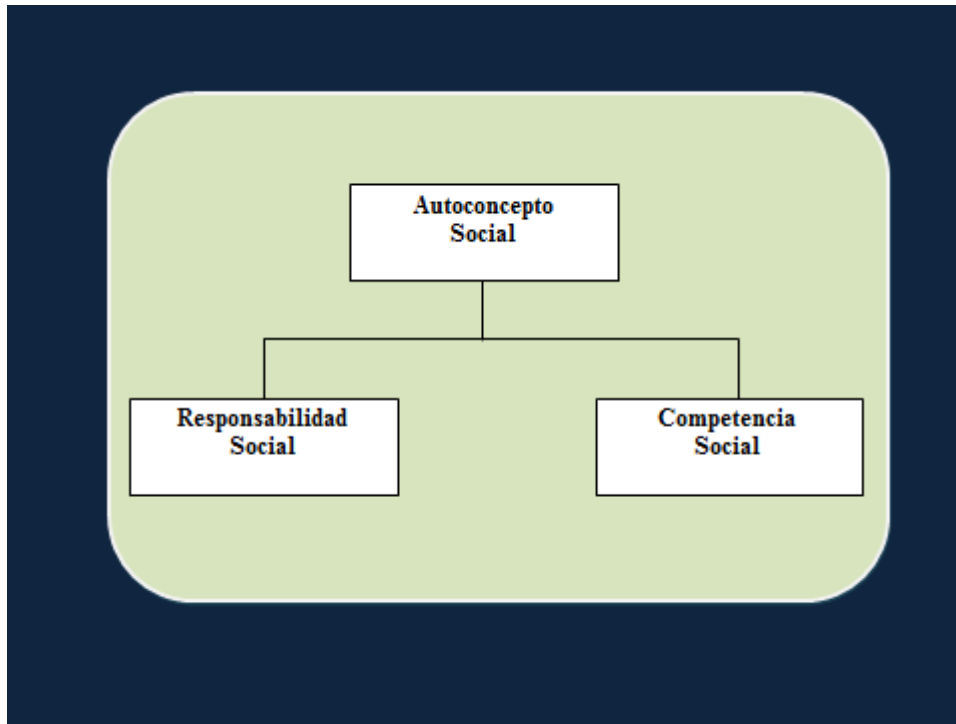 Autoconcepto
Social
Responsabilidad
Social
Competencia
Social